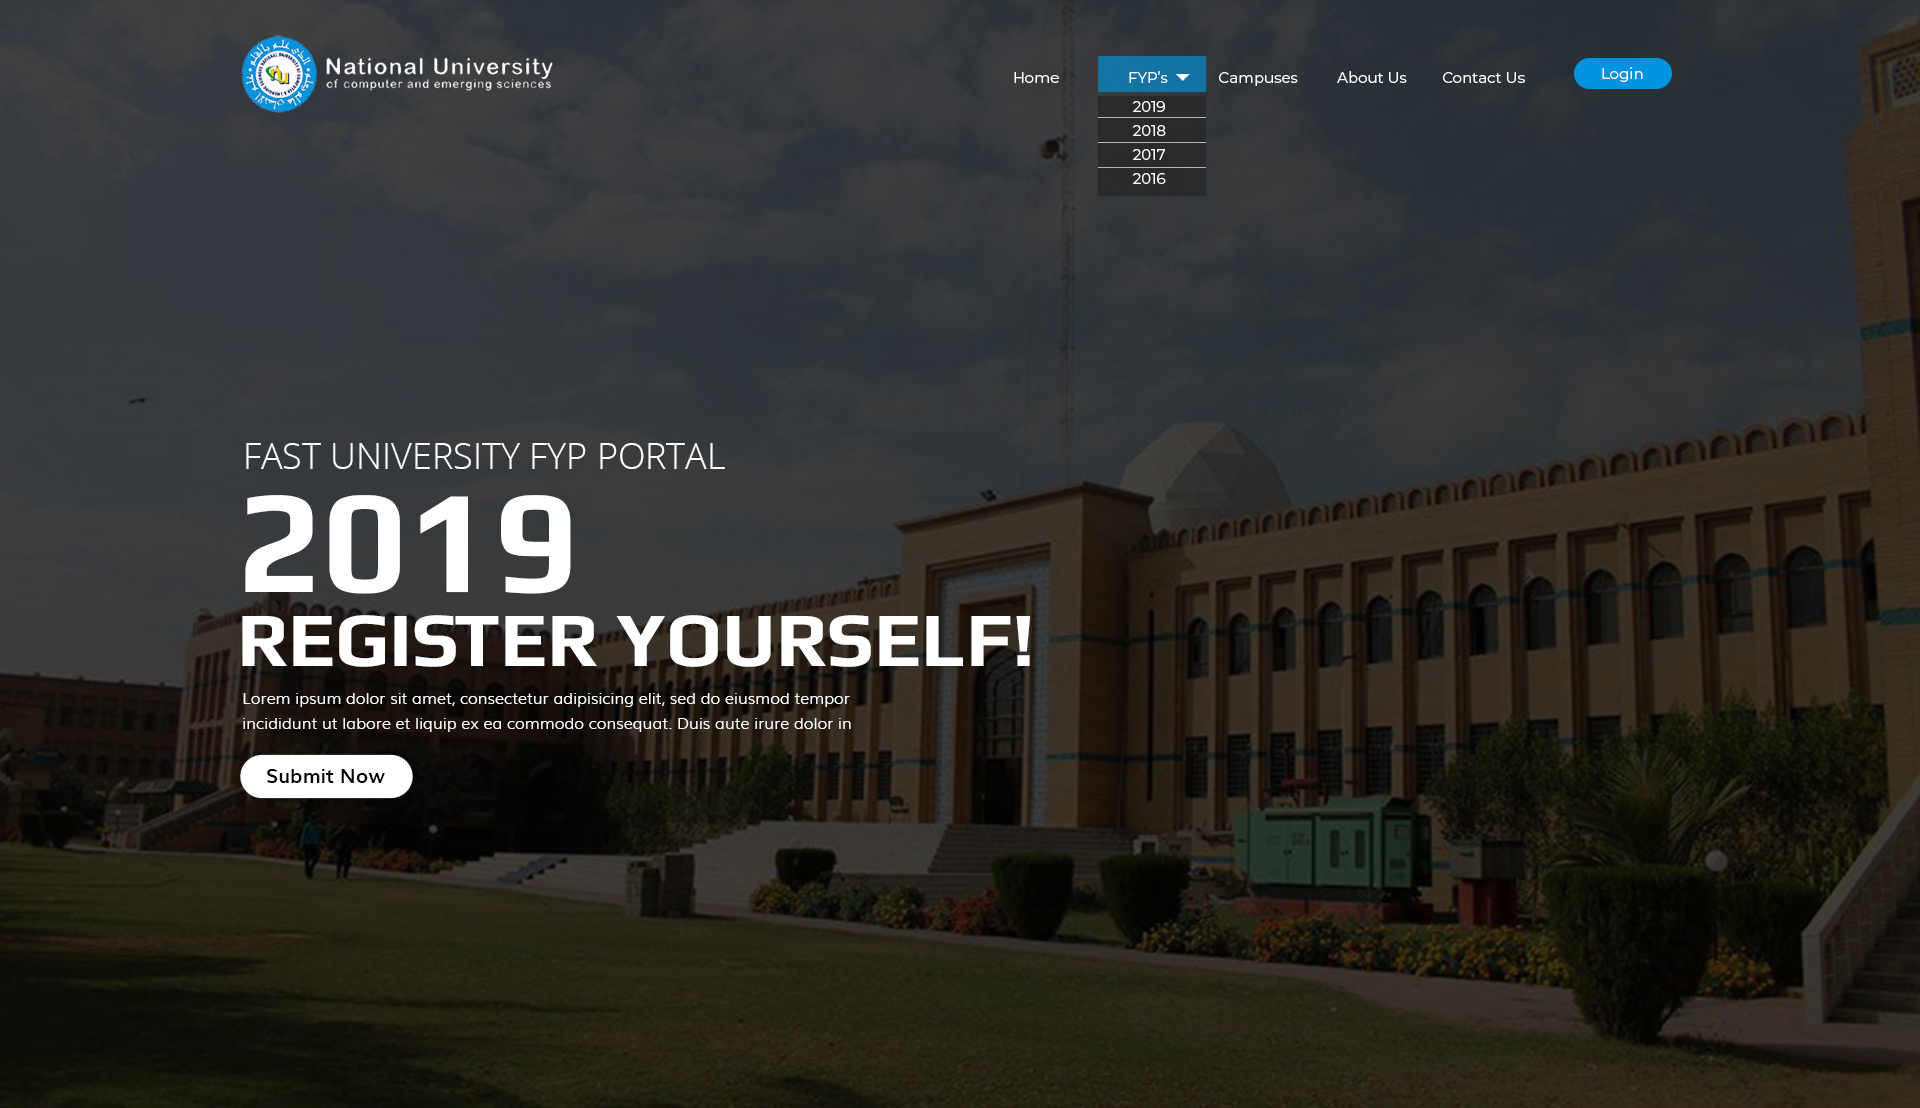 National University
of computer and emerging sciences
Home
FYP's
Campuses
About Us
Contact Us
Login
2019
2018
2017
2016
FAST UNIVERSITY FYP PORTAL
2019
REGISTER YOURSELF!
Lorem ipsum dolor sit amet, consectetur adipisicing elit, sed do eiusmod tempor
incididunt ut labore et liquip ex ea commodo consequat. Duis aute irure dolor in
Submit Now